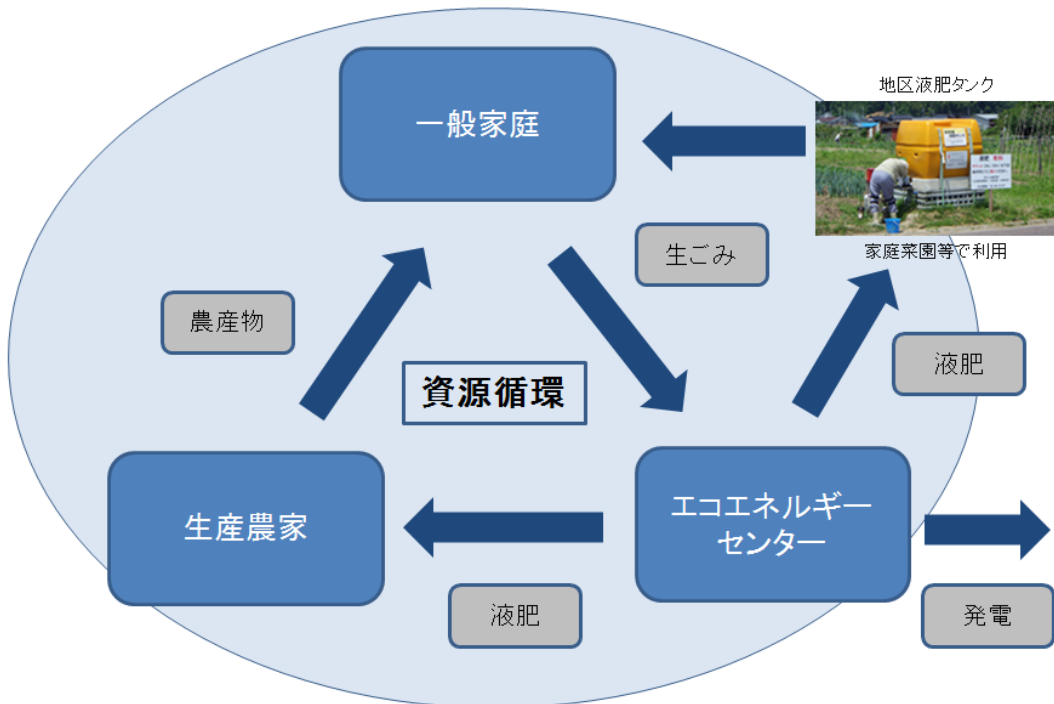 地区液肥タンク
一般家庭
家庭菜園等で利用
生ごみ
農産物
液肥
資源循環
エコエネルギー
センター
生産農家
液肥
発電